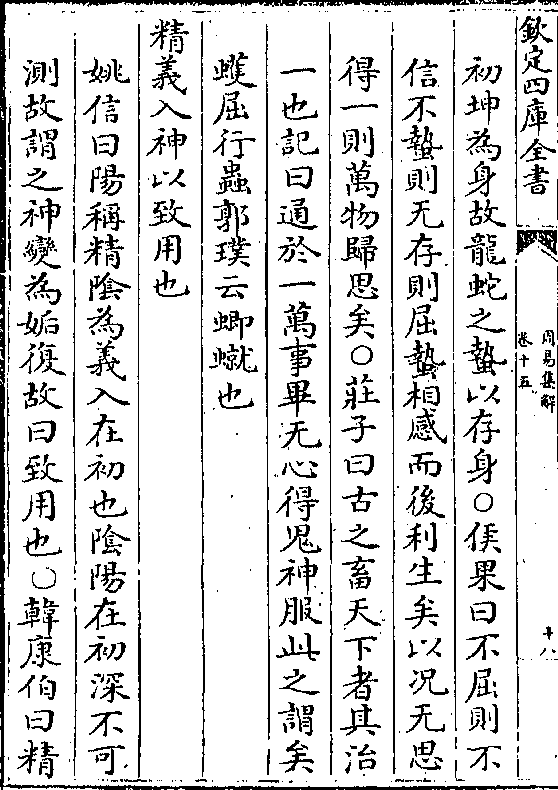 欽定四庫全書
周易集解
卷十五
十八
初坤為身故龍蛇之蟄以存身○侯果曰不屈則不
信不蟄則无存則屈蟄相感而後利生矣以况无思
得一則萬物歸思矣○莊子曰古之畜天下者其治
一也記曰通於一萬事畢无心得鬼神服此之謂矣
蠖屈行蟲郭璞云蝍䗇也
精義入神以致用也
姚信曰陽稱精陰為義入在初也陰陽在初深不可
測故謂之神變為姤復故曰致用也○韓康伯曰精